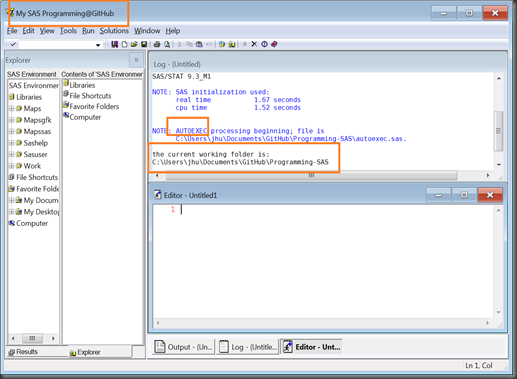 My SAS Programming@GitHub
File Edit View Tools Run Solutions Window Help
Explorer
SAS Environment
Contents of 'SAS Environment
SAS Environment
Libraries
Maps
Mapsgfk
Mapssas
Sashelp
Sasuser
Work
File Shortcuts
Favorite Folders
My Docum
My Desktop
Computer
Libraries
File Shortcuts
Favorite Folders
Computer
Results
Explorer
Log - (Untitled)
SAS/STAT 9.3_M1
NOTE: SAS initialization used:
real time 1.67 seconds
cpu time 1.52 seconds
NOTE: AUTOEXEC processing beginning; file is
C:\Users\jhu\Documents\GitHub\Programming-SAS\autoexec.sas.
the current working folder is:
C:\Users\jhu\Documents\GitHub\Programming-SAS
Editor - Untitled1
1
Output - (Un...
Log - (Untitle...
Editor - Unt...
Ln 1, Col